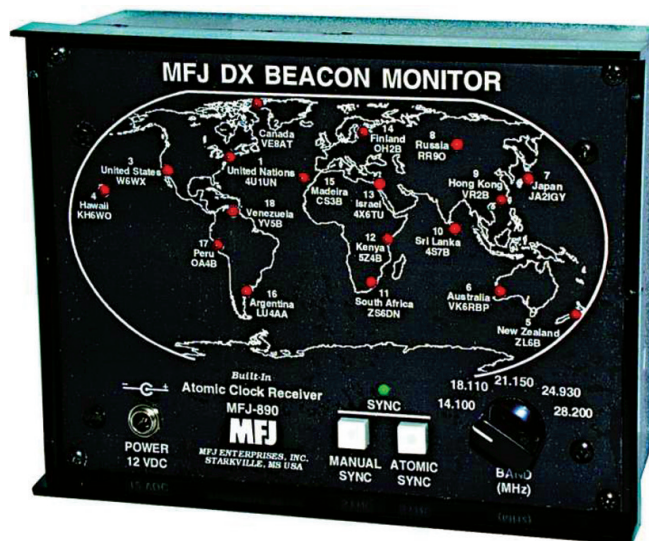 MFJ DX BEACON MONITOR
Canada
VE8AT
14
Finland
OH2B
8
Russia
RR9O
3
United States
W6WX
1
United Nations
4U1UN
15
Madeira
CS3B
13
Israel
4X6TU
9
Hong Kong
VR2B
7
Japan
JA2IGY
4
Hawaii
KH6WO
18
Venezuela
YV5B
12
Kenya
5Z4B
10
Sri Lanka
4S7B
17
Peru
OA4B
16
Argentina
LU4AA
11
South Africa
ZS6DN
6
Australia
VK6RBP
5
New Zealand
ZL6B
Built-In
Atomic Clock Receiver
MFJ-890
MFJ
MFJ ENTERPRISES, INC.
STARKVILLE, MS USA
POWER
12 VDC
SYNC
MANUAL
SYNC
ATOMIC
SYNC
14.100
18.110
21.150
24.930
28.200
BAND
(MHz)